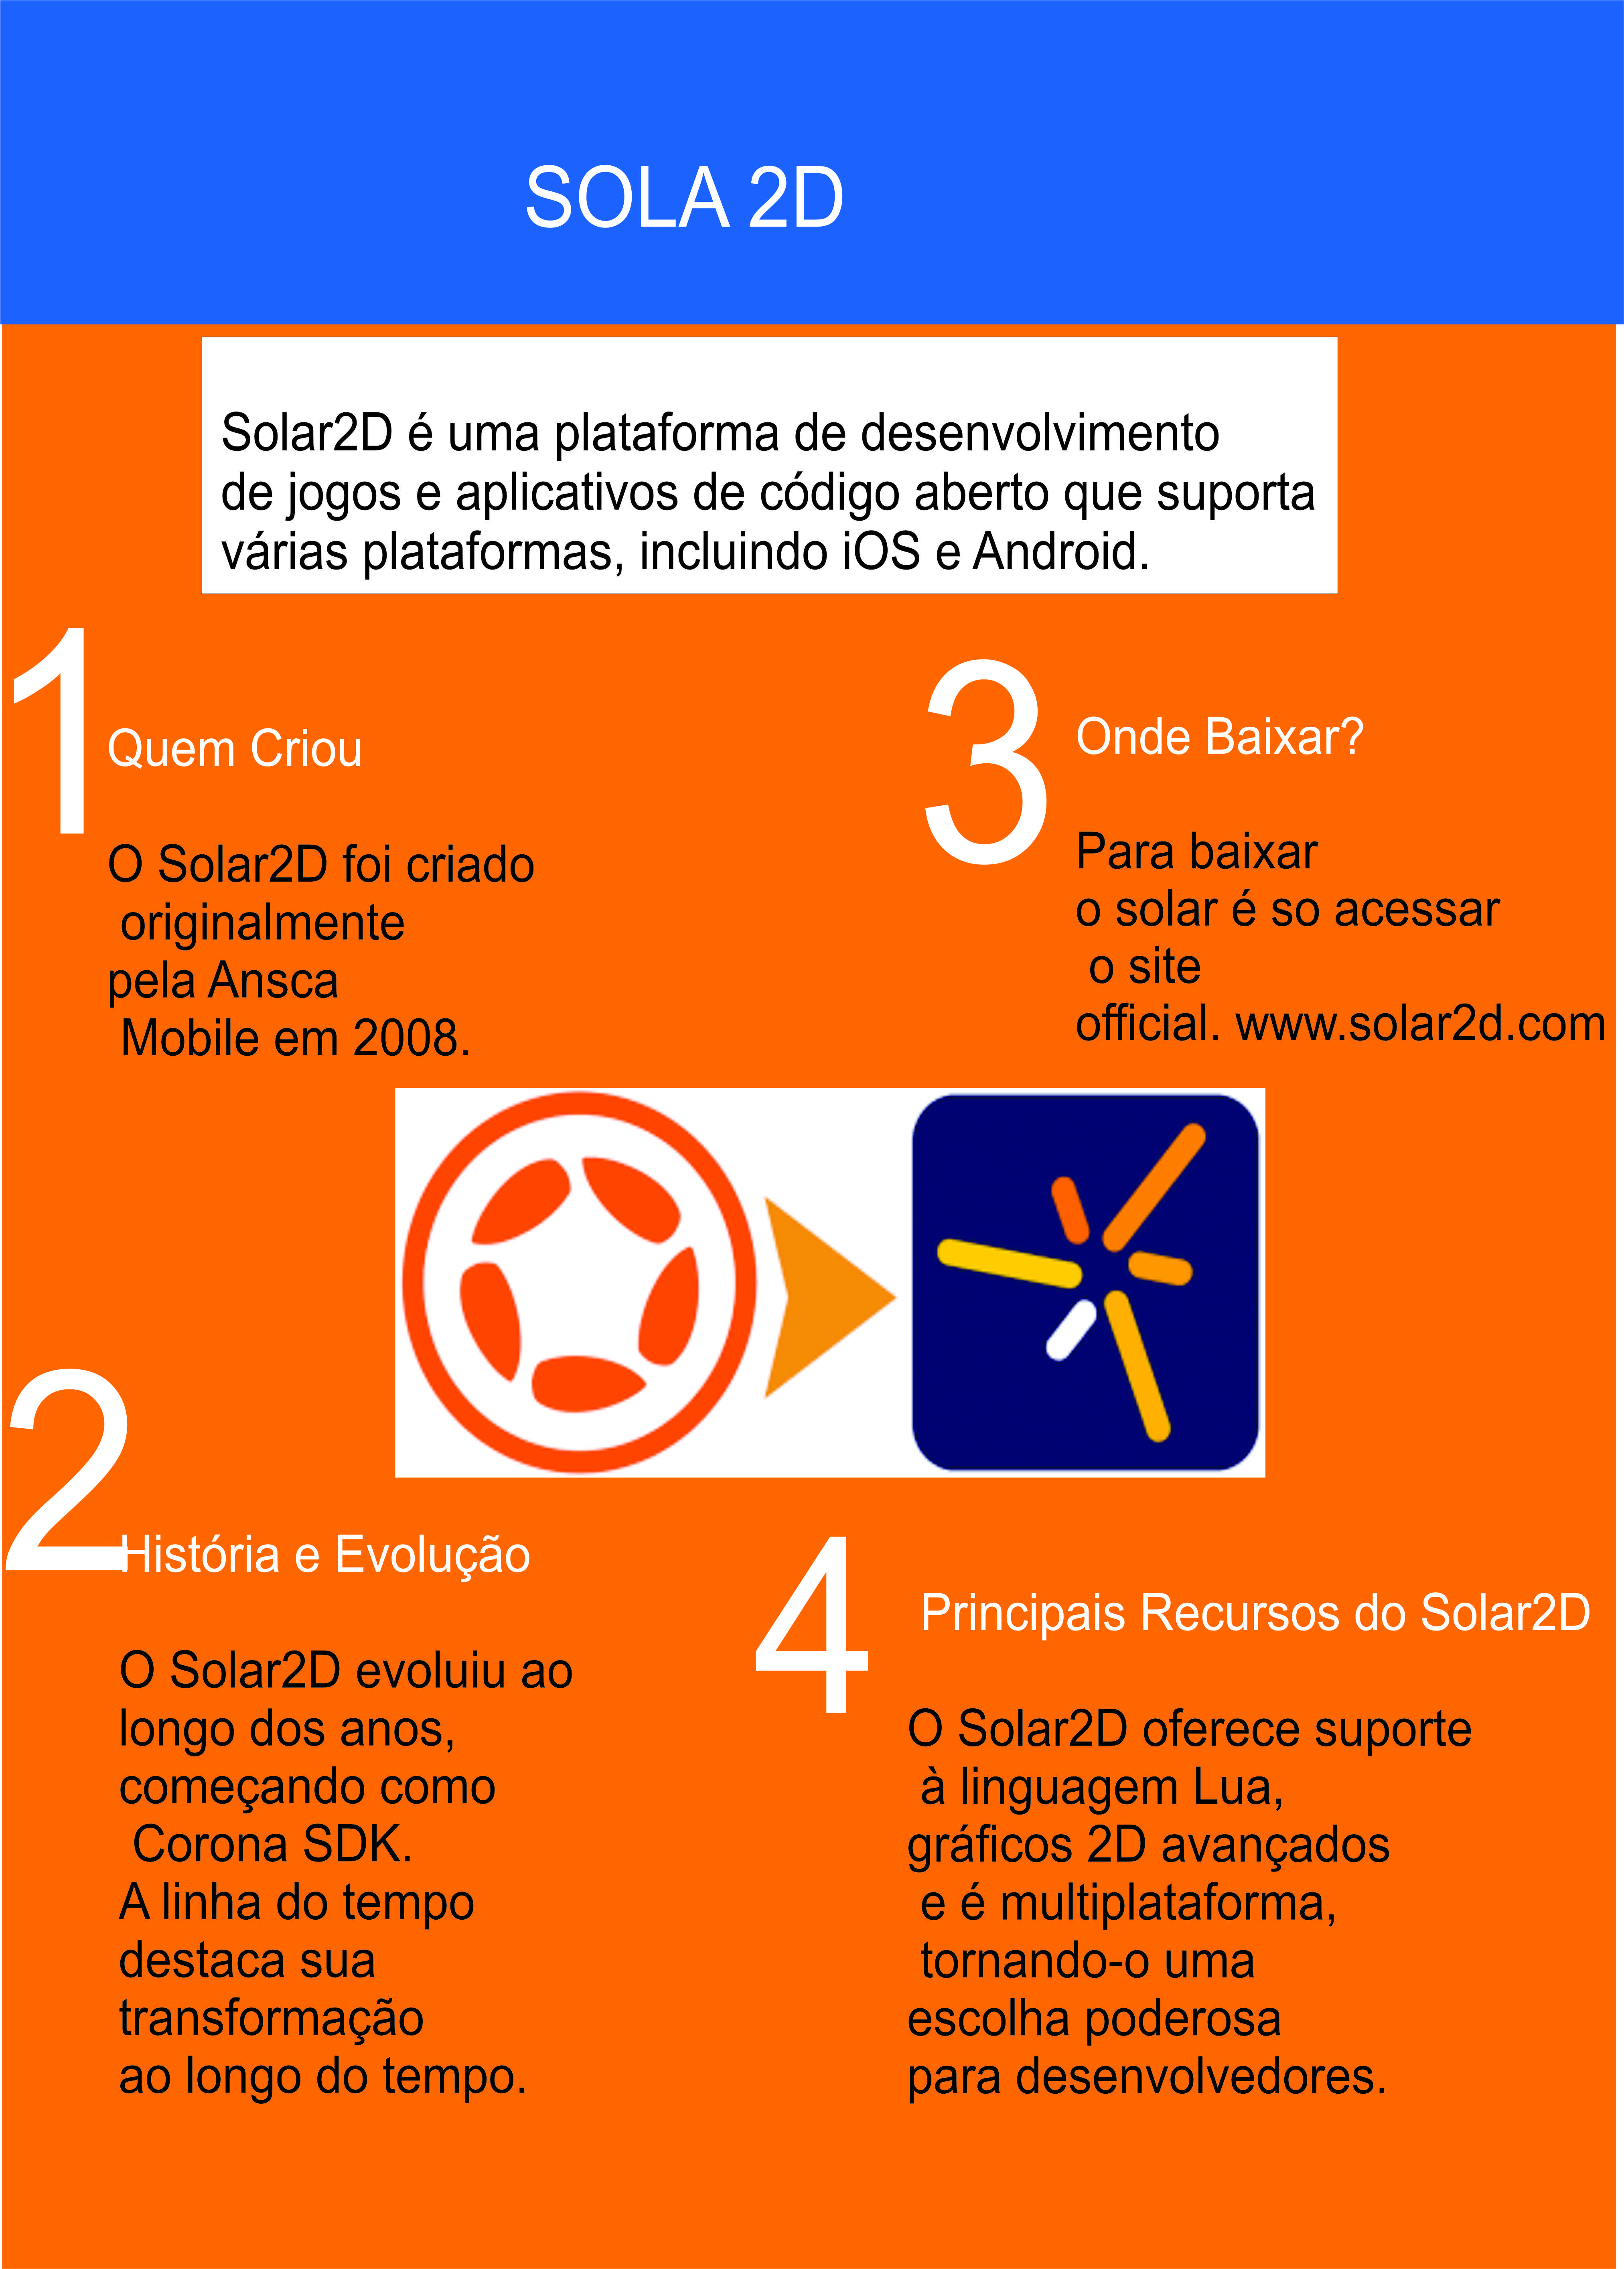 SOLA 2D
Solar2D é uma plataforma de desenvolvimento
de jogos e aplicativos de código aberto que suporta
várias plataformas, incluindo iOS e Android.
1
Quem Criou
O Solar2D foi criado
originalmente
pela Ansca
Mobile em 2008.
2
História e Evolução
O Solar2D evoluiu ao
longo dos anos,
começando como
Corona SDK.
A linha do tempo
destaca sua
transformação
ao longo do tempo.
3
Onde Baixar?
Para baixar
o solar é so acessar
o site
official. www.solar2d.com
4
Principais Recursos do Solar2D
O Solar2D oferece suporte
à linguagem Lua,
gráficos 2D avançados
e é multiplataforma,
tornando-o uma
escolha poderosa
para desenvolvedores.